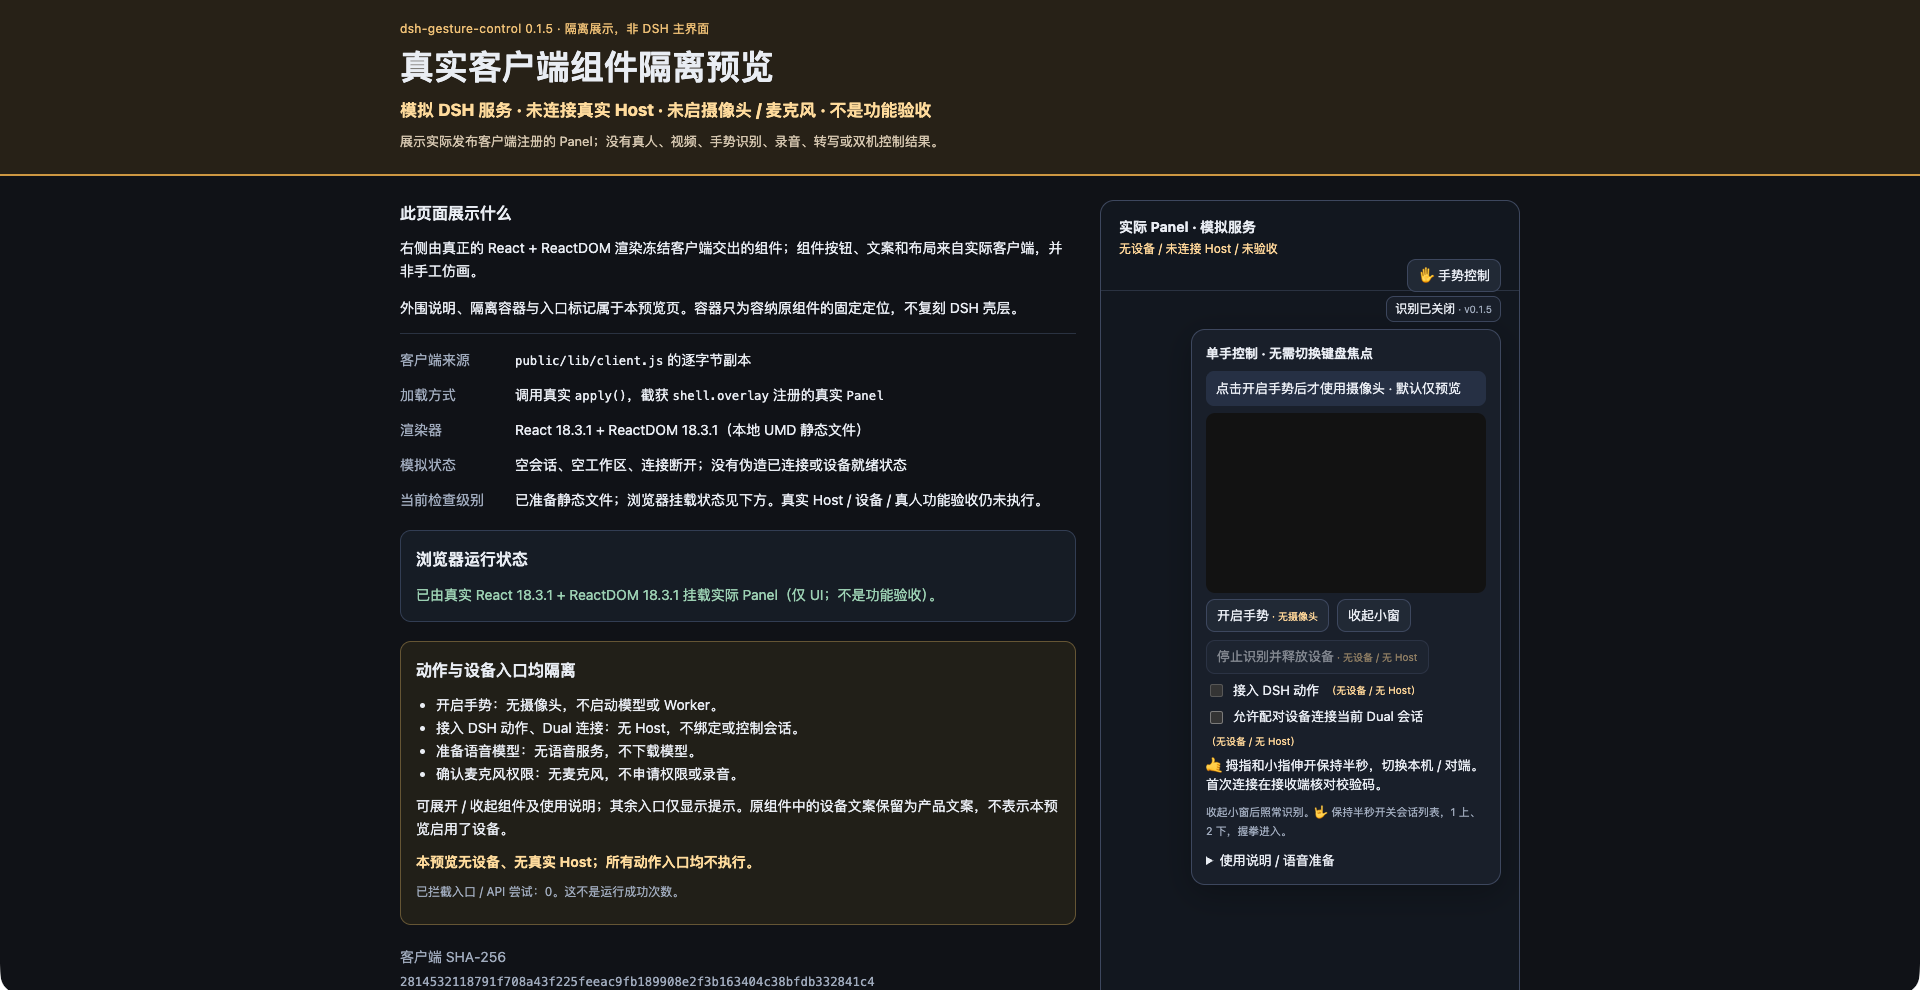 dsh-gesture-control 0.1.5 · 隔离展示，非 DSH 主界面
真实客户端组件隔离预览
模拟 DSH 服务 · 未连接真实 Host · 未启摄像头 / 麦克风 · 不是功能验收
展示实际发布客户端注册的 Panel；没有真人、视频、手势识别、录音、转写或双机控制结果。
此页面展示什么
右侧由真正的 React + ReactDOM 渲染冻结客户端交出的组件；组件按钮、文案和布局来自实际客户端，并
非手工仿画。
外围说明、隔离容器与入口标记属于本预览页。容器只为容纳原组件的固定定位，不复刻 DSH 壳层。
客户端来源 public/lib/client.js 的逐字节副本
加载方式 调用真实 apply()，截获 shell.overlay 注册的真实 Panel
渲染器 React 18.3.1 + ReactDOM 18.3.1（本地 UMD 静态文件）
模拟状态 空会话、空工作区、连接断开；没有伪造已连接或设备就绪状态
当前检查级别 已准备静态文件；浏览器挂载状态见下方。真实 Host / 设备 / 真人功能验收仍未执行。
浏览器运行状态
已由真实 React 18.3.1 + ReactDOM 18.3.1 挂载实际 Panel（仅 UI；不是功能验收）。
动作与设备入口均隔离
• 开启手势：无摄像头，不启动模型或 Worker。
• 接入 DSH 动作、Dual 连接：无 Host，不绑定或控制会话。
• 准备语音模型：无语音服务，不下载模型。
• 确认麦克风权限：无麦克风，不申请权限或录音。
可展开 / 收起组件及使用说明；其余入口仅显示提示。原组件中的设备文案保留为产品文案，不表示本预
览启用了设备。
本预览无设备、无真实 Host；所有动作入口均不执行。
已拦截入口 / API 尝试：0。这不是运行成功次数。
客户端 SHA-256
2814532118791f708a43f225feeac9fb189908e2f3b163404c38bfdb332841c4
实际 Panel · 模拟服务
无设备 / 未连接 Host / 未验收
🖐 手势控制
识别已关闭 · v0.1.5
单手控制 · 无需切换键盘焦点
点击开启手势后才使用摄像头 · 默认仅预览
开启手势 · 无摄像头 收起小窗
停止识别并释放设备 · 无设备 / 无 Host
接入 DSH 动作 （无设备 / 无 Host）
允许配对设备连接当前 Dual 会话
（无设备 / 无 Host）
🤙 拇指和小指伸开保持半秒，切换本机 / 对端。
首次连接在接收端核对校验码。
收起小窗后照常识别。🤟 保持半秒开关会话列表，1 上、
2 下，握拳进入。
▶ 使用说明 / 语音准备